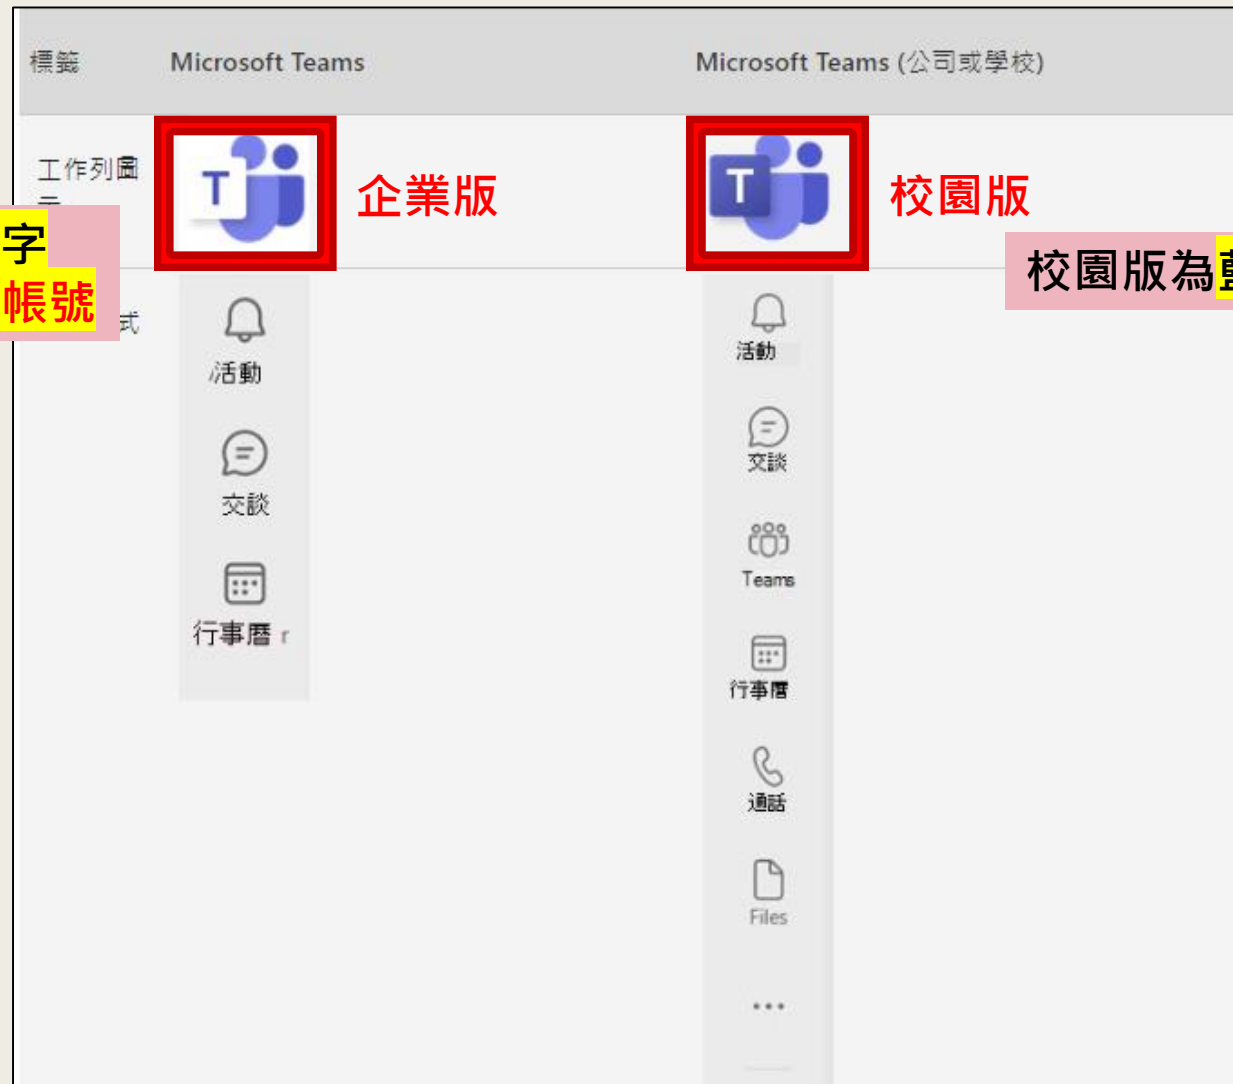 標籤 Microsoft Teams Microsoft Teams (公司或學校)
工作列圖
T 企業版 T 校園版
字
帳號
校園版為
式
活動
交談
行事曆 r
活動
交談
Teams
行事曆
通話
Files
...